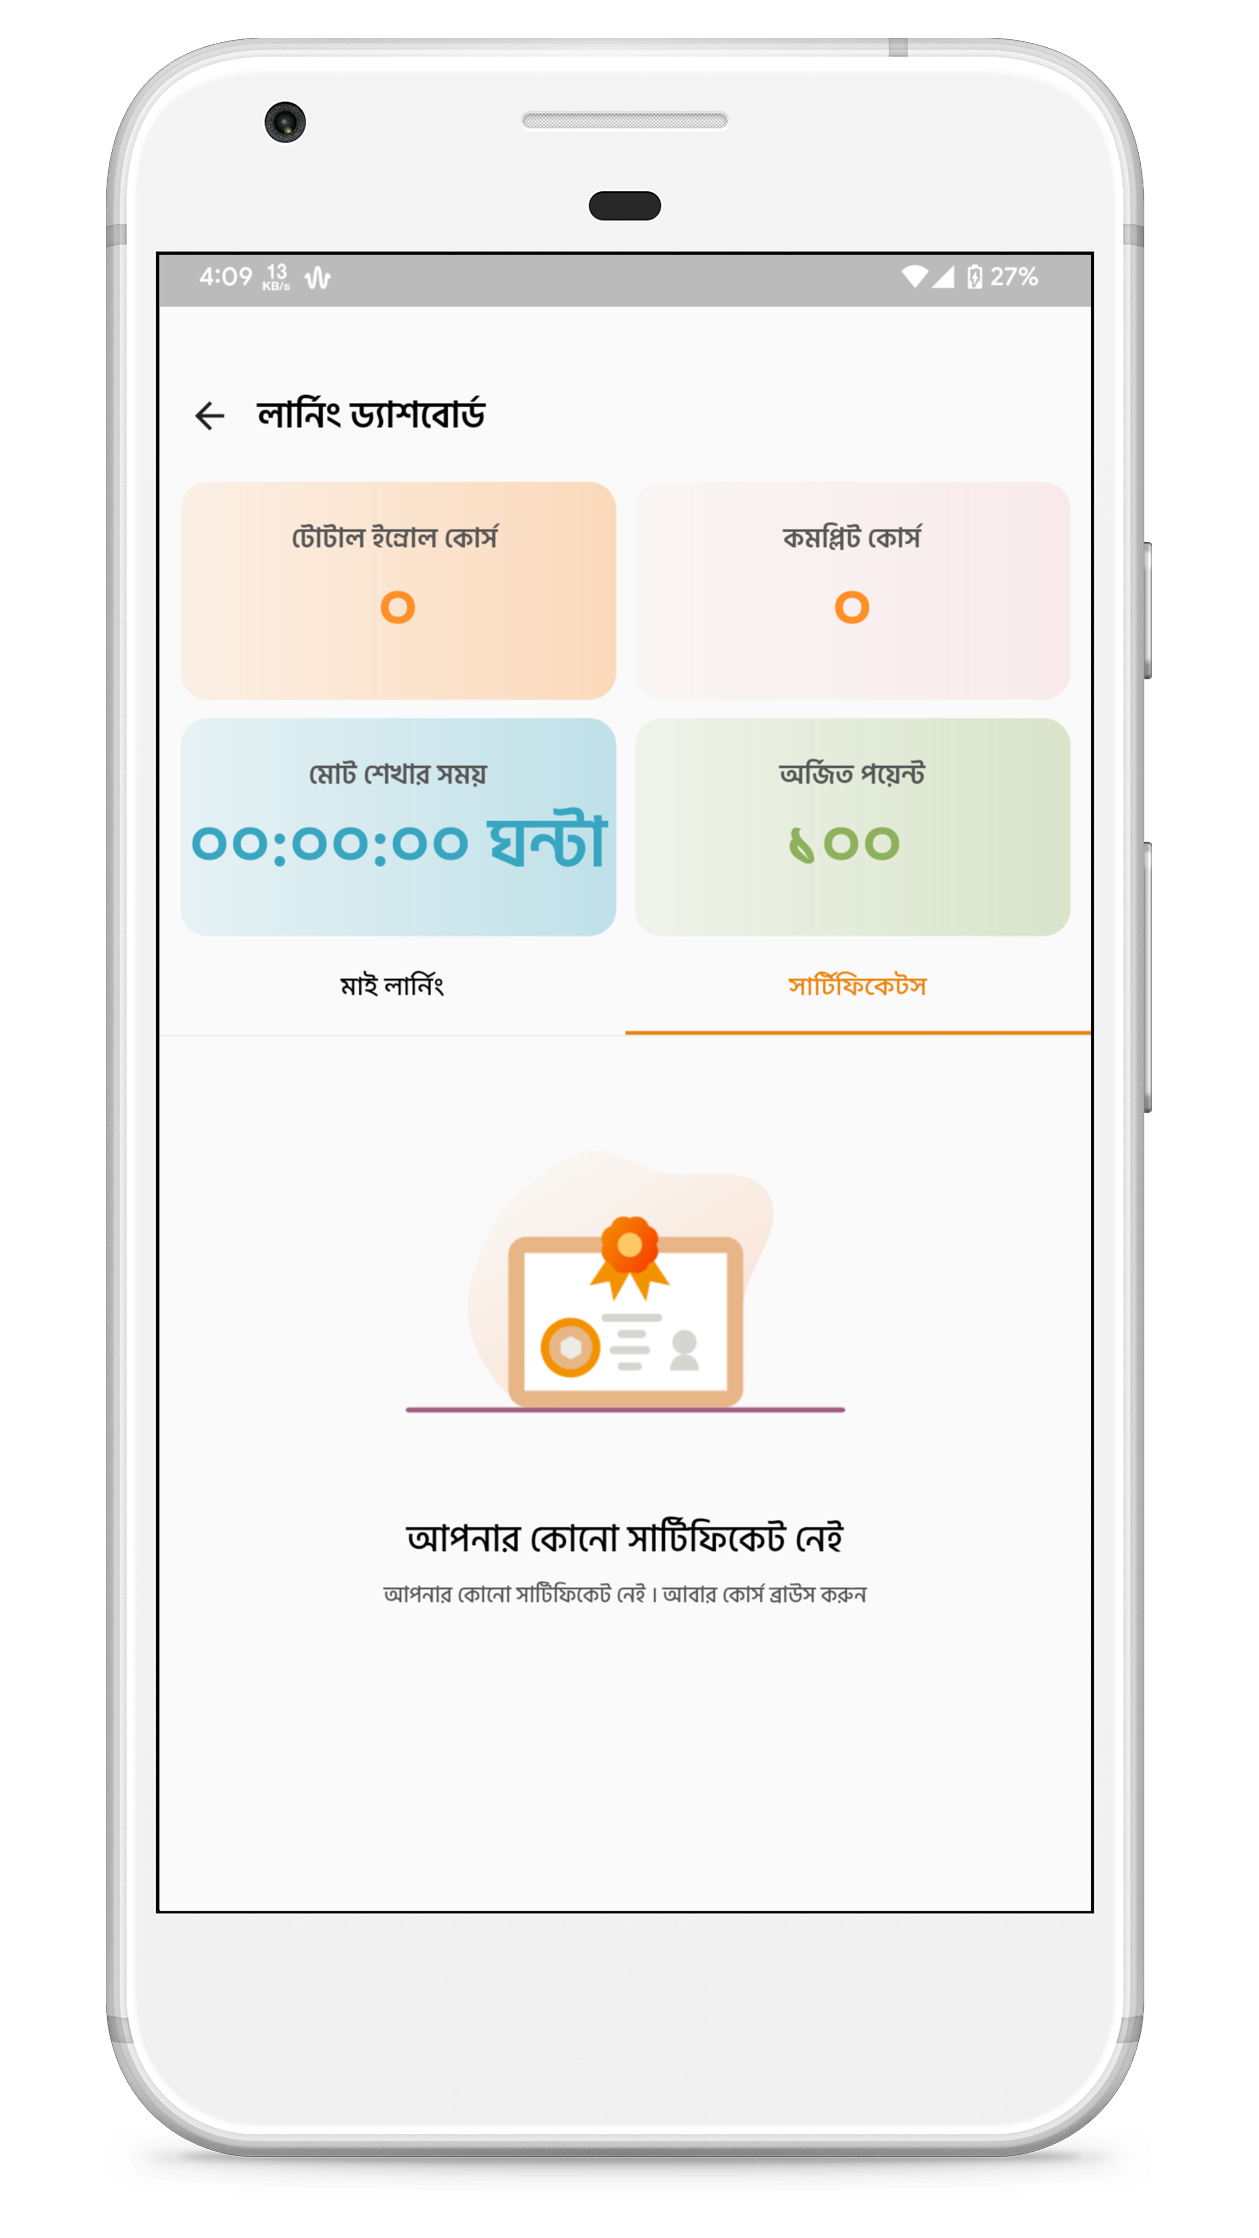 4:09 13 KB/s 27%
লার্নিং ড্যাশবোর্ড
টোটাল ইনরোল কোর্স
০
কমপ্লিট কোর্স
০
মোট শেখার সময়
০০:০০:০০ ঘন্টা
অর্জিত পয়েন্ট
১০০
মাই লার্নিং
সার্টিফিকেটস
আপনার কোনো সার্টিফিকেট নেই
আপনার কোনো সার্টিফিকেট নেই । আবার কোর্স ব্রাউস করুন